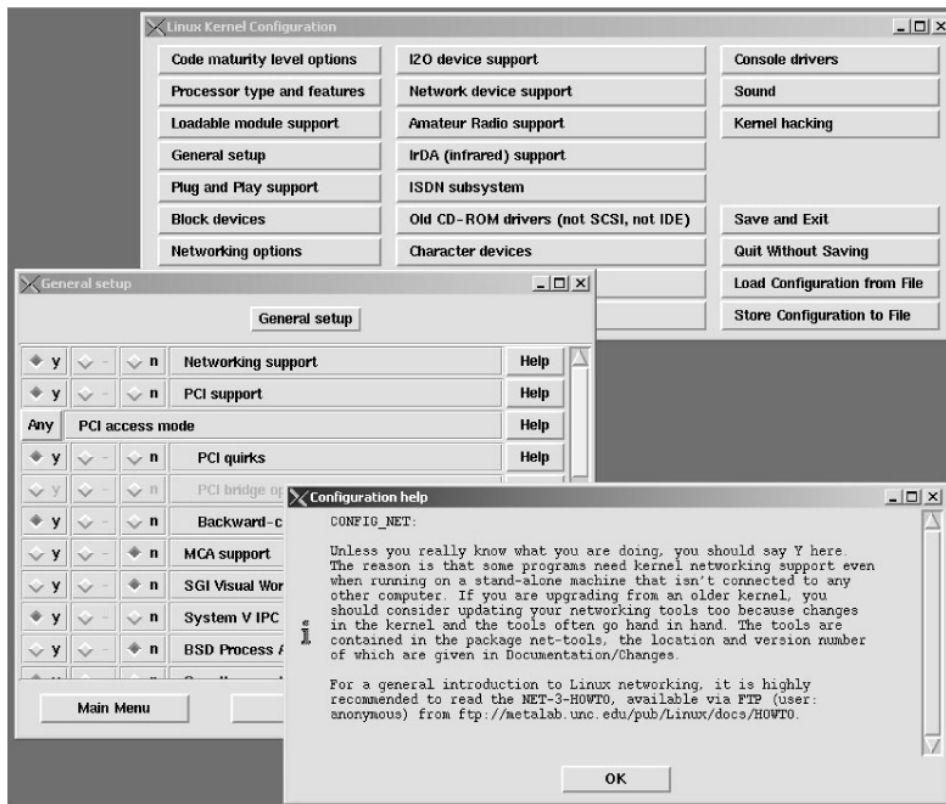 Linux Kernel Configuration
Code maturity level options
Processor type and features
Loadable module support
General setup
Plug and Play support
Block devices
Networking options
I2O device support
Network device support
Amateur Radio support
IrDA (infrared) support
ISDN subsystem
Old CD-ROM drivers (not SCSI, not IDE)
Character devices
Console drivers
Sound
Kernel hacking
Save and Exit
Quit Without Saving
Load Configuration from File
Store Configuration to File
General setup
General setup
y - n Networking support Help
y - n PCI support Help
Any PCI access mode Help
y - n PCI quirks Help
y - n PCI bridge op
y - n Backward-c
y - n MCA support
y - n SGI Visual Wor
y - n System V IPC
y - n BSD Process A
Main Menu
Configuration help
CONFIG_NET:
Unless you really know what you are doing, you should say Y here.
The reason is that some programs need kernel networking support even
when running on a stand-alone machine that isn't connected to any
other computer. If you are upgrading from an older kernel, you
should consider updating your networking tools too because changes
in the kernel and the tools often go hand in hand. The tools are
contained in the package net-tools, the location and version number
of which are given in Documentation/Changes.
For a general introduction to Linux networking, it is highly
recommended to read the NET-3-HOWTO, available via FTP (user:
anonymous) from ftp://metalab.unc.edu/pub/Linux/docs/HOWTO.
OK